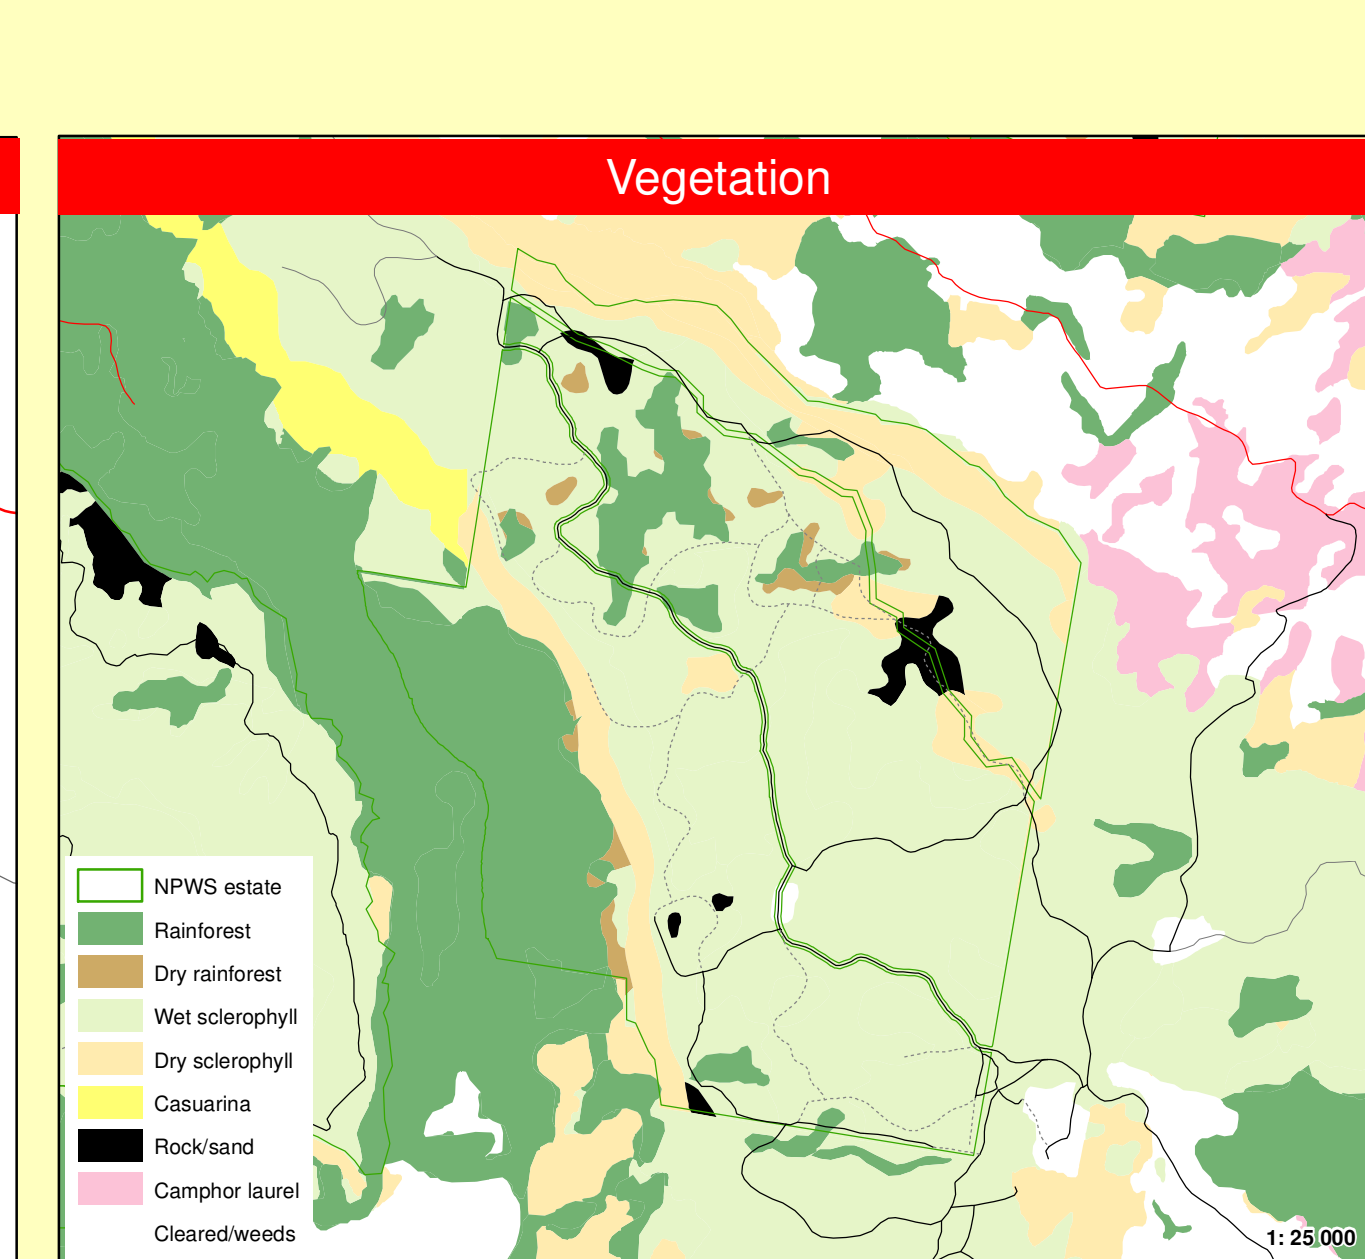 Vegetation
NPWS estate
Rainforest
Dry rainforest
Wet sclerophyll
Dry sclerophyll
Casuarina
Rock/sand
Camphor laurel
Cleared/weeds
1: 25 000